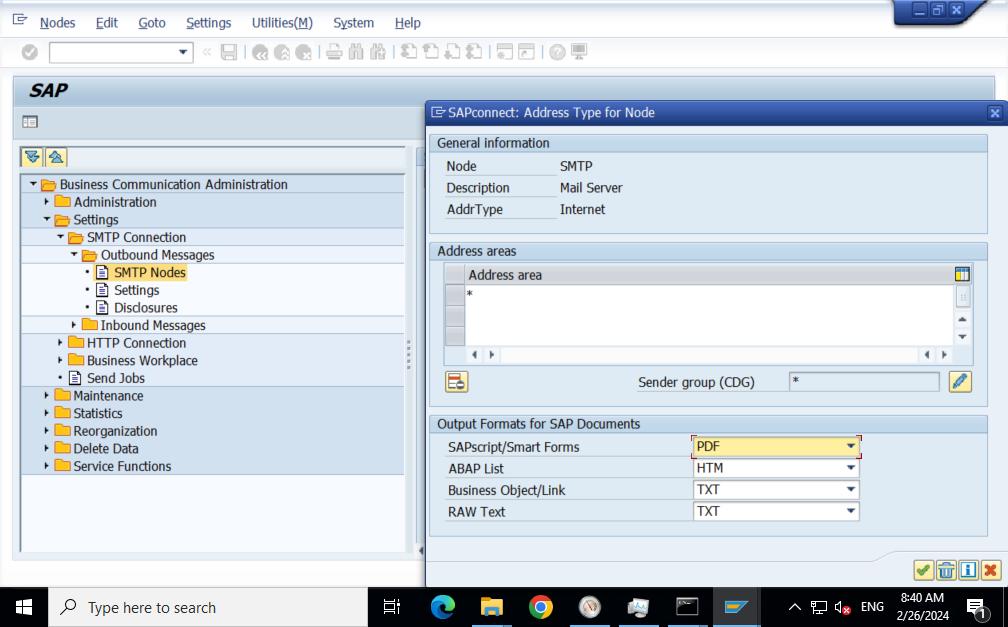 Nodes Edit Goto Settings Utilities(M) System Help
SAP
SAPconnect: Address Type for Node
General information
Node SMTP
Description Mail Server
AddrType Internet
Address areas
Address area
*
Sender group (CDG) *
Output Formats for SAP Documents
SAPscript/Smart Forms PDF
ABAP List HTM
Business Object/Link TXT
RAW Text TXT
Business Communication Administration
Administration
Settings
SMTP Connection
Outbound Messages
SMTP Nodes
Settings
Disclosures
Inbound Messages
HTTP Connection
Business Workplace
Send Jobs
Maintenance
Statistics
Reorganization
Delete Data
Service Functions
Type here to search
ENG
8:40 AM
2/26/2024
1